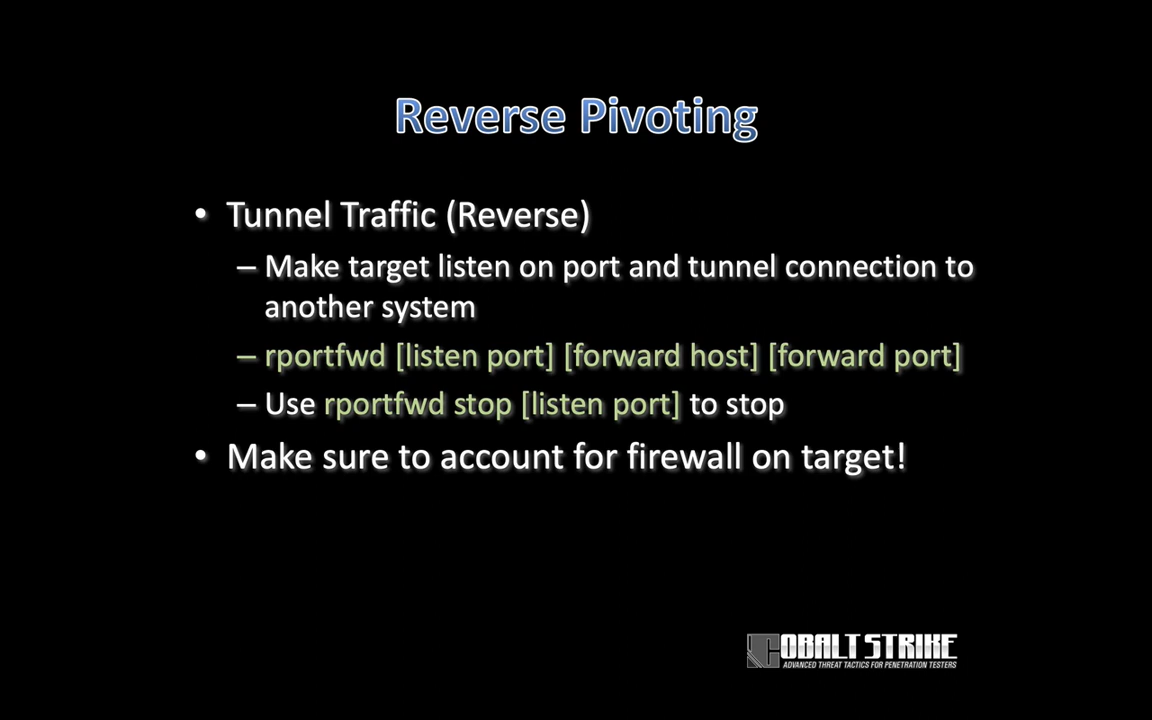 Reverse Pivoting
• Tunnel Traffic (Reverse)
– Make target listen on port and tunnel connection to
another system
– rportfwd [listen port] [forward host] [forward port]
– Use rportfwd stop [listen port] to stop
• Make sure to account for firewall on target!
COBALT STRIKE
ADVANCED THREAT TACTICS FOR PENETRATION TESTERS